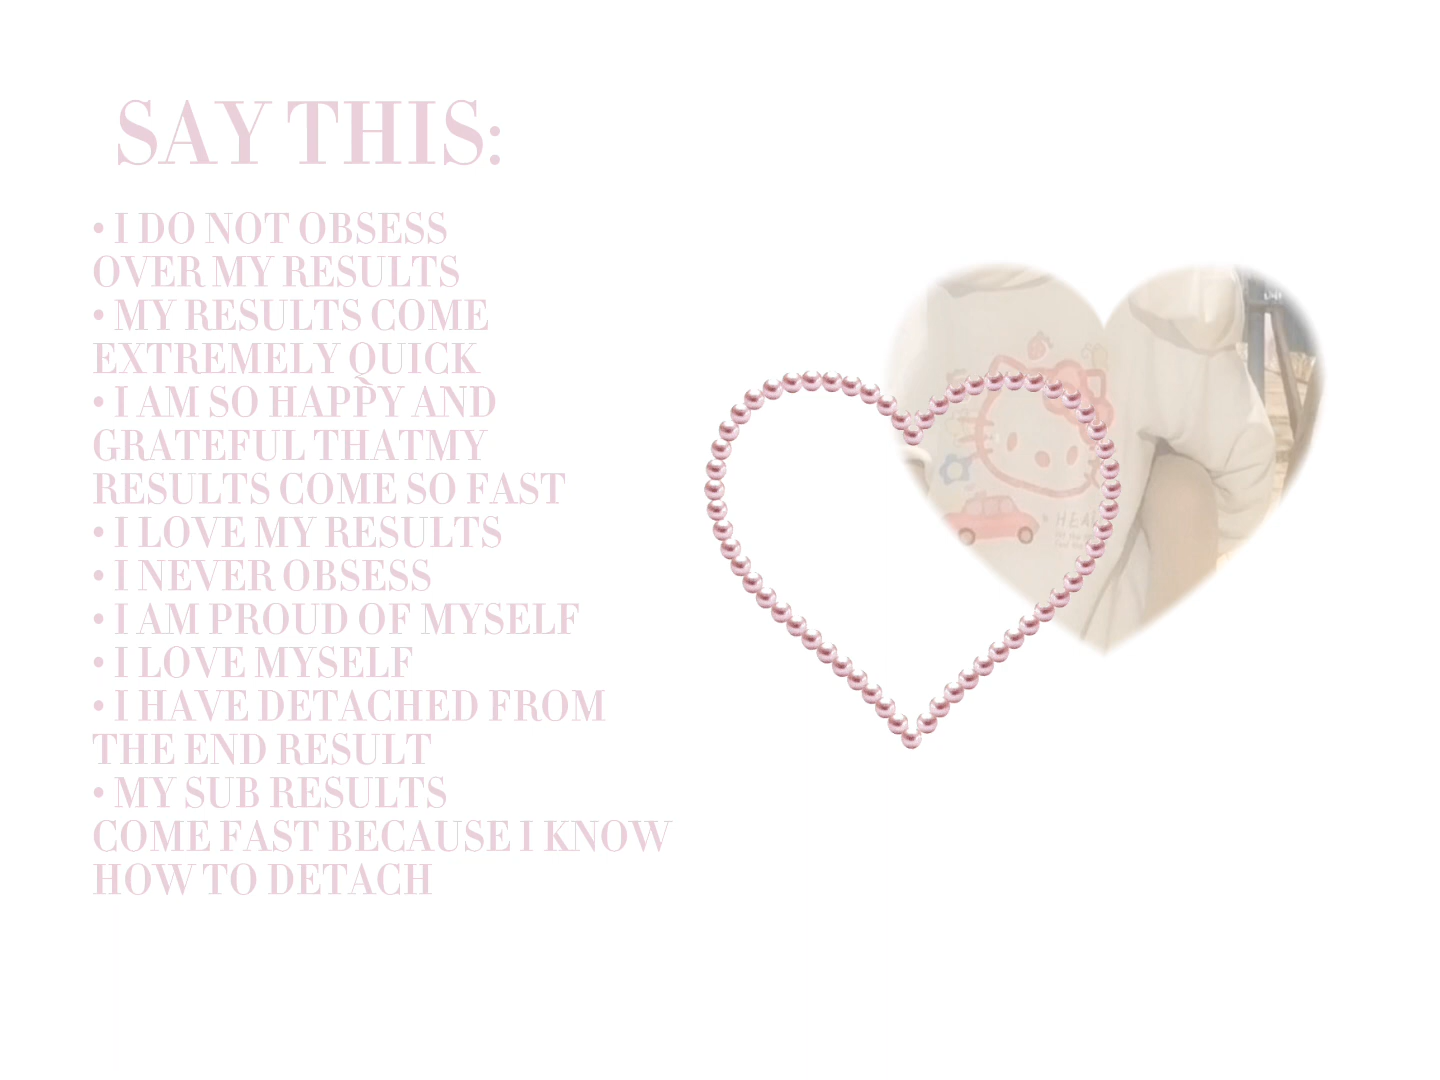 SAY THIS:
• I DO NOT OBSESS
OVER MY RESULTS
• MY RESULTS COME
EXTREMELY QUICK
• I AM SO HAPPY AND
GRATEFUL THATMY
RESULTS COME SO FAST
• I LOVE MY RESULTS
• I NEVER OBSESS
• I AM PROUD OF MYSELF
• I LOVE MYSELF
• I HAVE DETACHED FROM
THE END RESULT
• MY SUB RESULTS
COME FAST BECAUSE I KNOW
HOW TO DETACH